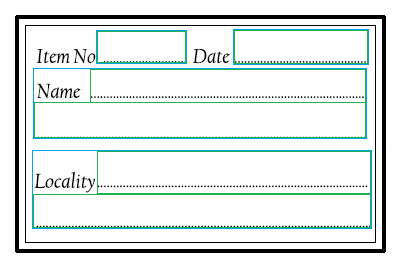 Item No.................... Date..............................
Name ..............................................................
Locality ............................................................
..........................................................................